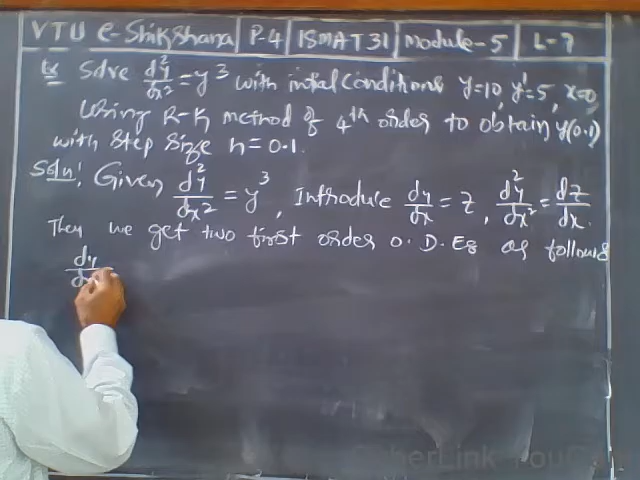 VTU e-Shikshana P-4 15MAT31 Module-5 L-7
Ex Solve d²y/dx² = y³ with initial Conditions y=10, y'=5, x=0
Using R-K method of 4th order to obtain y(0.1)
with step size h=0.1.
Soln: Given d²y/dx² = y³, Introduce dy/dx = z, d²y/dx² = dz/dx.
Then we get two first order O.D.Es as follows
dy/dx
CyberLink YouCam